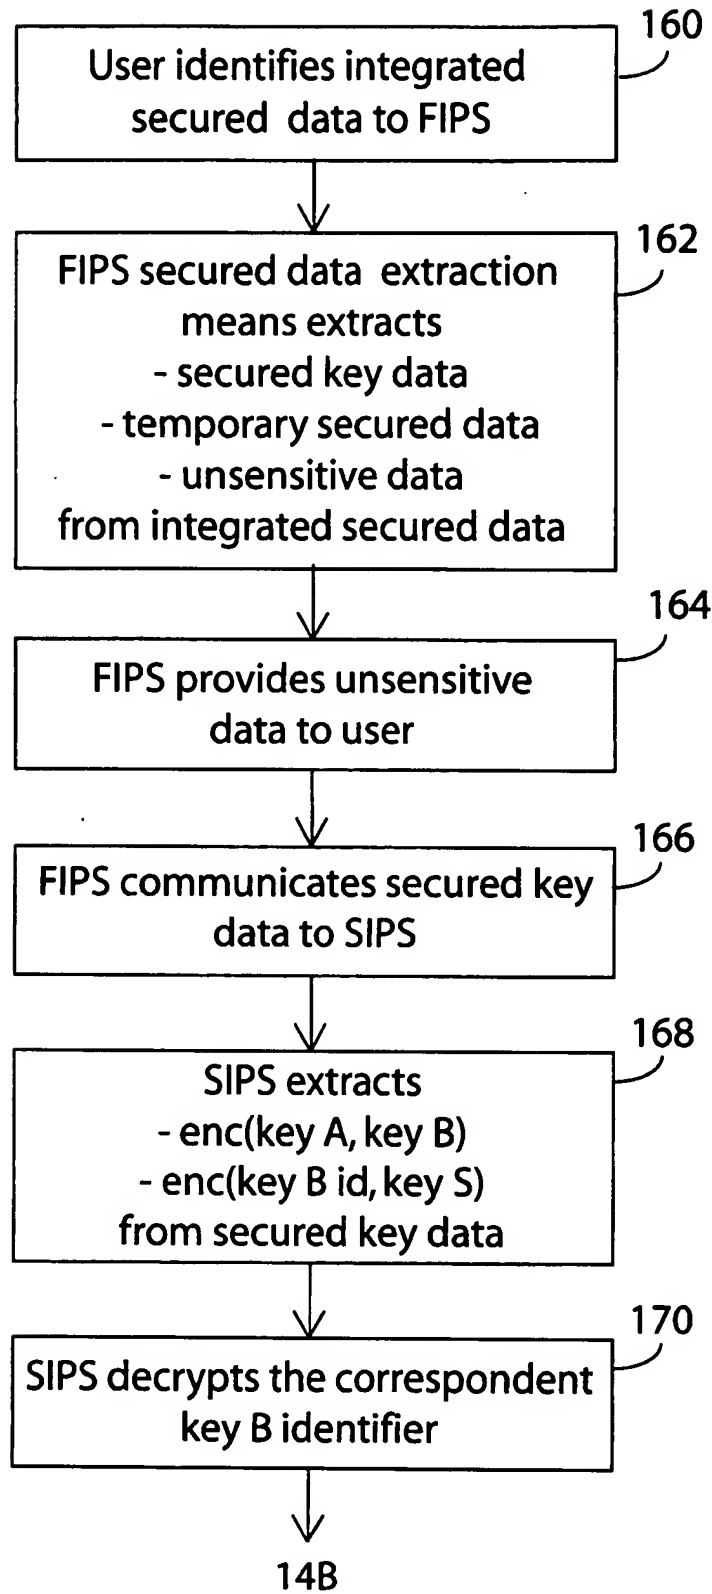 160
User identifies integrated
secured data to FIPS
162
FIPS secured data extraction
means extracts
- secured key data
- temporary secured data
- unsensitive data
from integrated secured data
164
FIPS provides unsensitive
data to user
166
FIPS communicates secured key
data to SIPS
168
SIPS extracts
- enc(key A, key B)
- enc(key B id, key S)
from secured key data
170
SIPS decrypts the correspondent
key B identifier
14B